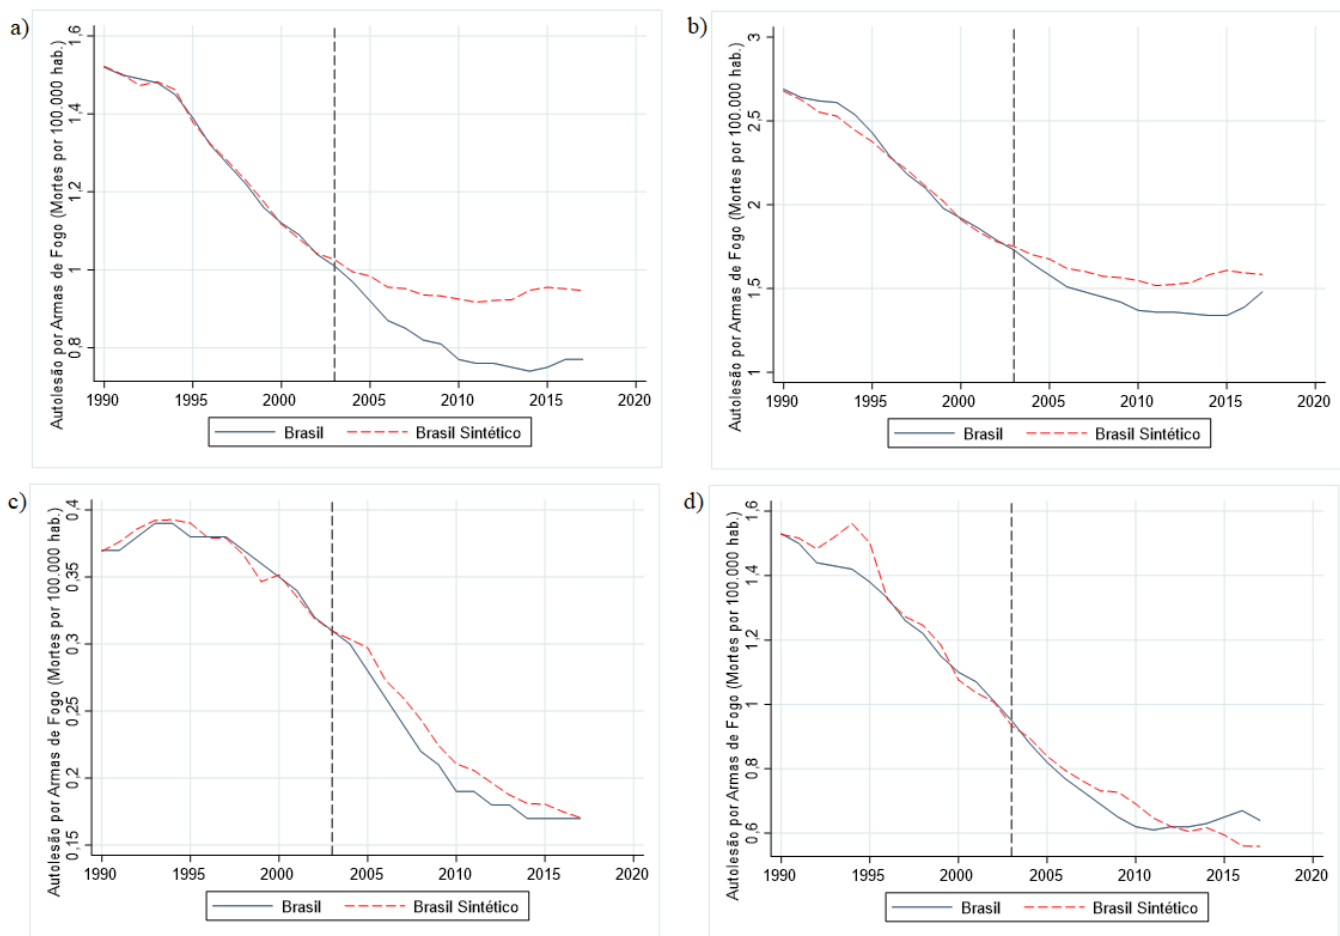 a)
Autolesão por Armas de Fogo (Mortes por 100.000 hab.)
1,6
1,4
1,2
1
0,8
1990 1995 2000 2005 2010 2015 2020
Brasil Brasil Sintético
b)
Autolesão por Armas de Fogo (Mortes por 100.000 hab.)
3
2,5
2
1,5
1
1990 1995 2000 2005 2010 2015 2020
Brasil Brasil Sintético
c)
Autolesão por Armas de Fogo (Mortes por 100.000 hab.)
0,4
0,35
0,3
0,25
0,2
0,15
1990 1995 2000 2005 2010 2015 2020
Brasil Brasil Sintético
d)
Autolesão por Armas de Fogo (Mortes por 100.000 hab.)
1,6
1,4
1,2
1
0,8
0,6
1990 1995 2000 2005 2010 2015 2020
Brasil Brasil Sintético